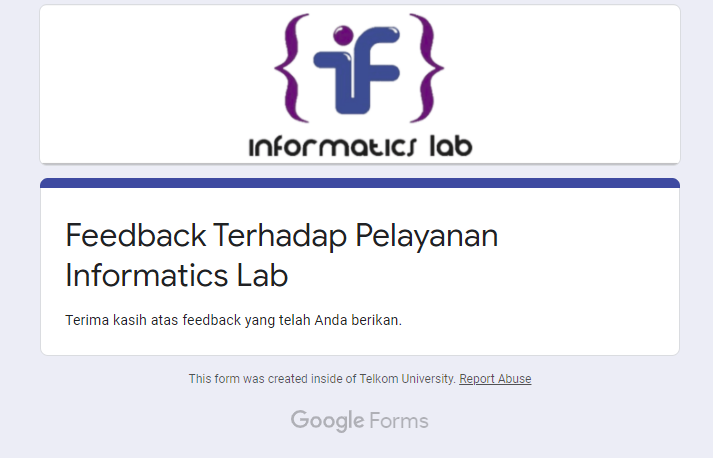 if
informatics lab
Feedback Terhadap Pelayanan
Informatics Lab
Terima kasih atas feedback yang telah Anda berikan.
This form was created inside of Telkom University. Report Abuse
Google Forms